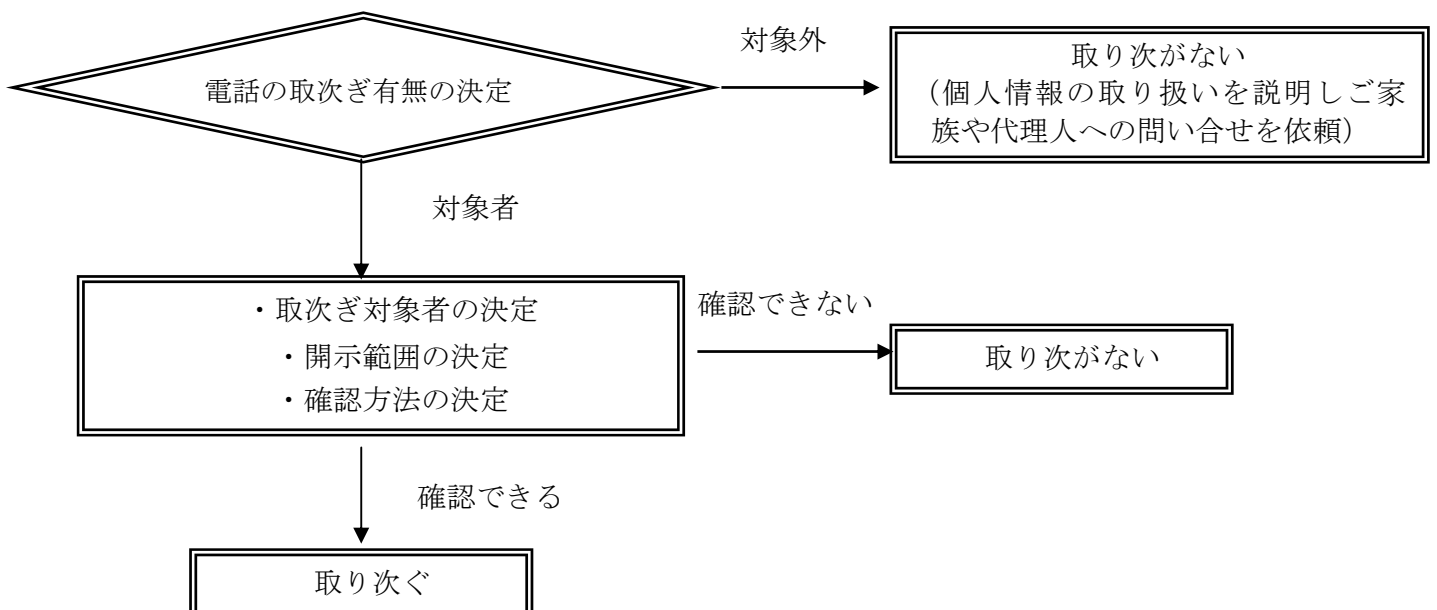 対象外
電話の取次ぎ有無の決定
取り次がない
(個人情報の取り扱いを説明しご家
族や代理人への問い合せを依頼)
対象者
・取次ぎ対象者の決定
・開示範囲の決定
・確認方法の決定
確認できない
取り次がない
確認できる
取り次ぐ